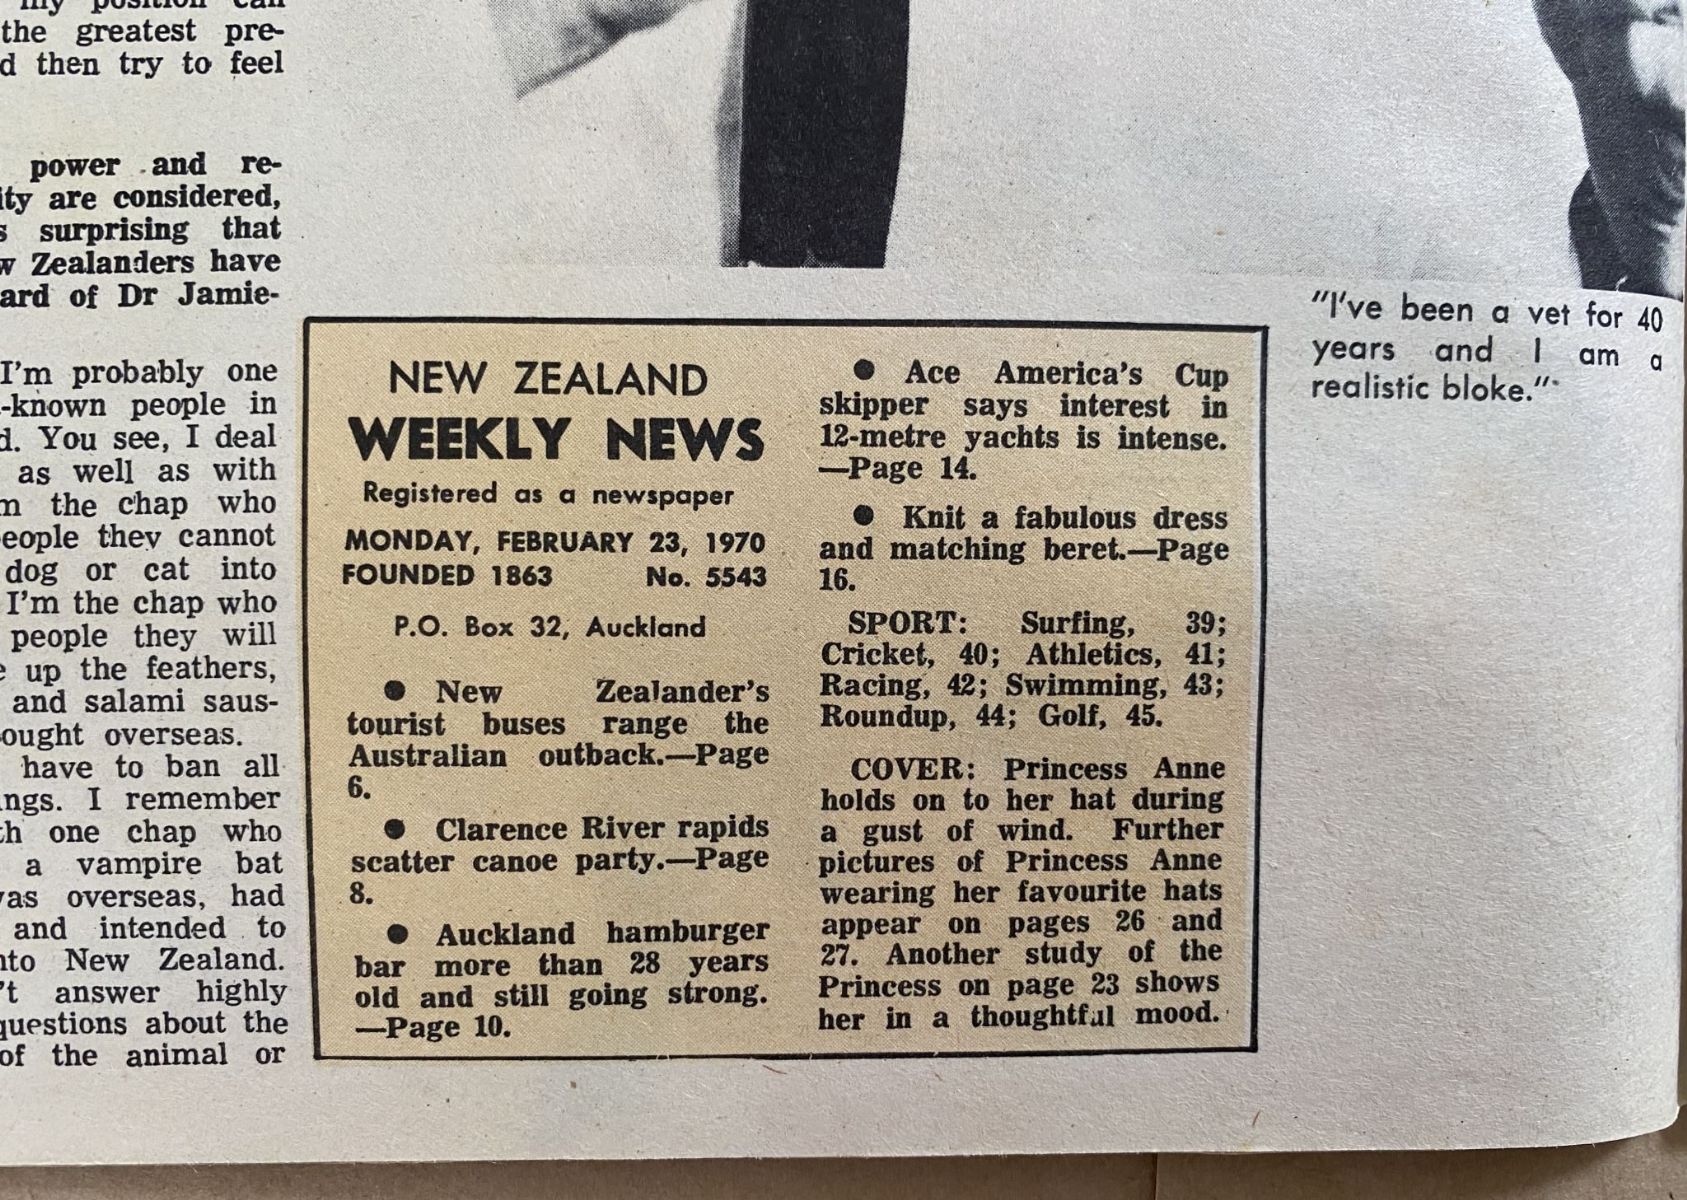 my position can
the greatest pre-
d then try to feel
power and re-
ity are considered,
s surprising that
w Zealanders have
ard of Dr Jamie-
I'm probably one
-known people in
d. You see, I deal
as well as with
m the chap who
eople they cannot
dog or cat into
I'm the chap who
people they will
e up the feathers,
and salami saus-
ought overseas.
have to ban all
ings. I remember
th one chap who
a vampire bat
was overseas, had
and intended to
nto New Zealand.
't answer highly
questions about the
of the animal or
NEW ZEALAND
WEEKLY NEWS
Registered as a newspaper
MONDAY, FEBRUARY 23, 1970
FOUNDED 1863 No. 5543
P.O. Box 32, Auckland
● New Zealander's
tourist buses range the
Australian outback.—Page
6.
● Clarence River rapids
scatter canoe party.—Page
8.
● Auckland hamburger
bar more than 28 years
old and still going strong.
—Page 10.
● Ace America's Cup
skipper says interest in
12-metre yachts is intense.
—Page 14.
● Knit a fabulous dress
and matching beret.—Page
16.
SPORT: Surfing, 39;
Cricket, 40; Athletics, 41;
Racing, 42; Swimming, 43;
Roundup, 44; Golf, 45.
COVER: Princess Anne
holds on to her hat during
a gust of wind. Further
pictures of Princess Anne
wearing her favourite hats
appear on pages 26 and
27. Another study of the
Princess on page 23 shows
her in a thoughtful mood.
"I've been a vet for 40
years and I am a
realistic bloke."